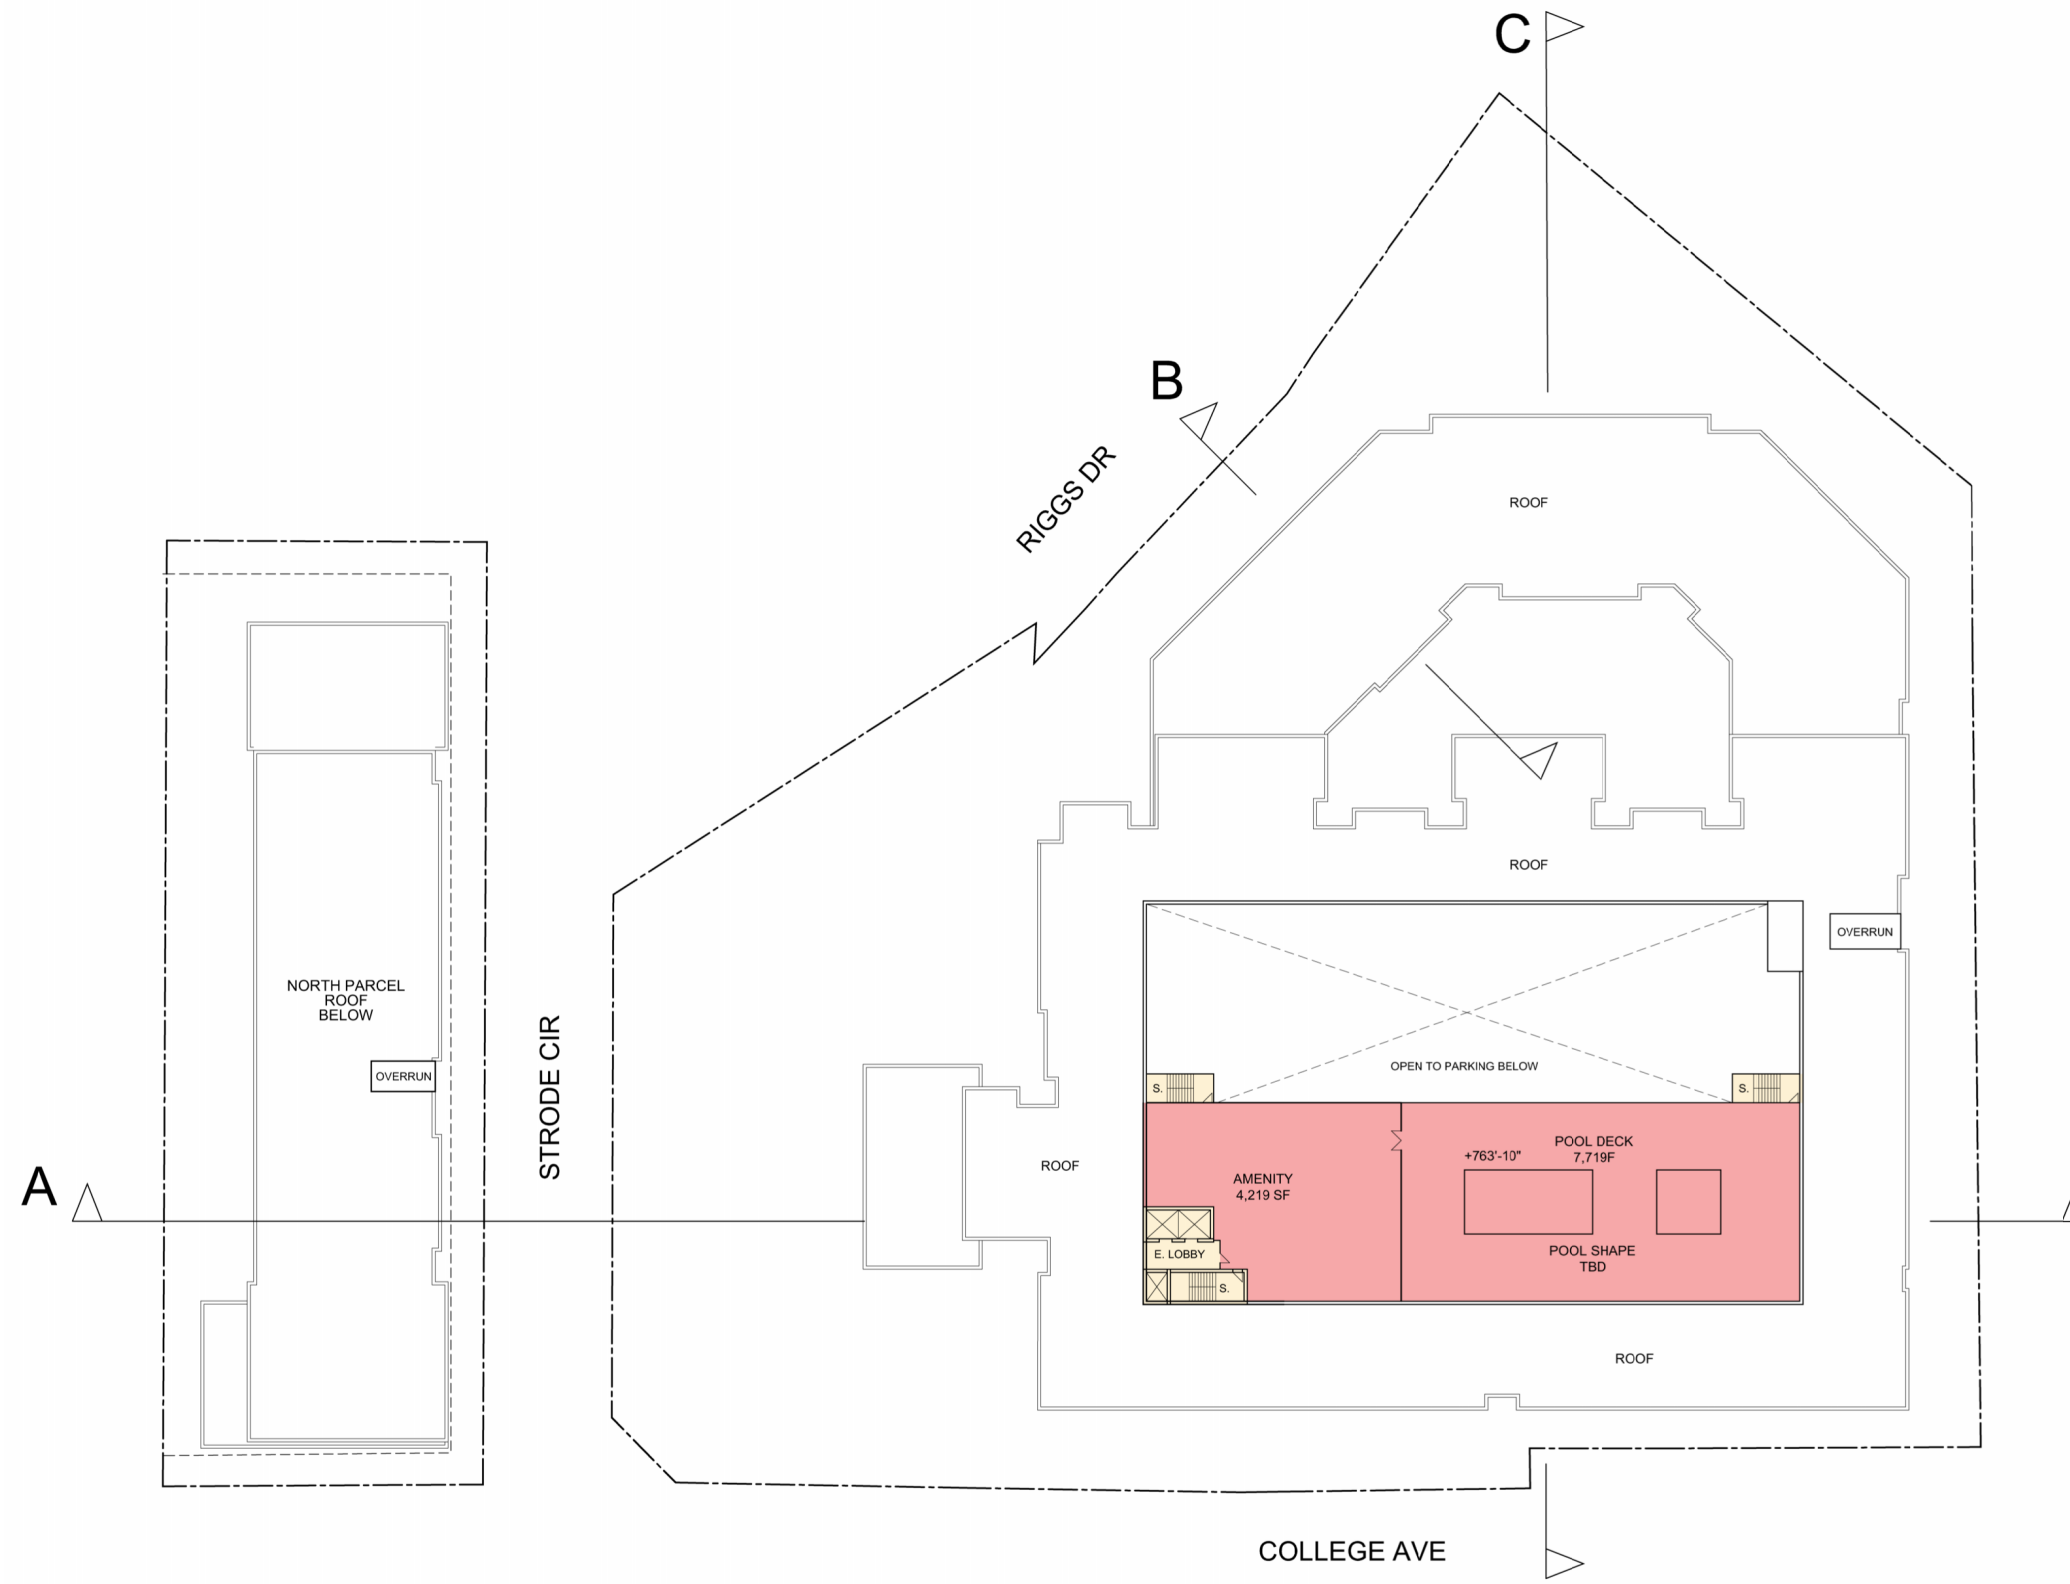 C
B
RIGGS DR
ROOF
ROOF
OVERRUN
NORTH PARCEL
ROOF
BELOW
OVERRUN
STRODE CIR
OPEN TO PARKING BELOW
S.
S.
A
ROOF
AMENITY
4,219 SF
+763'-10"
POOL DECK
7,719F
POOL SHAPE
TBD
E. LOBBY
S.
ROOF
COLLEGE AVE